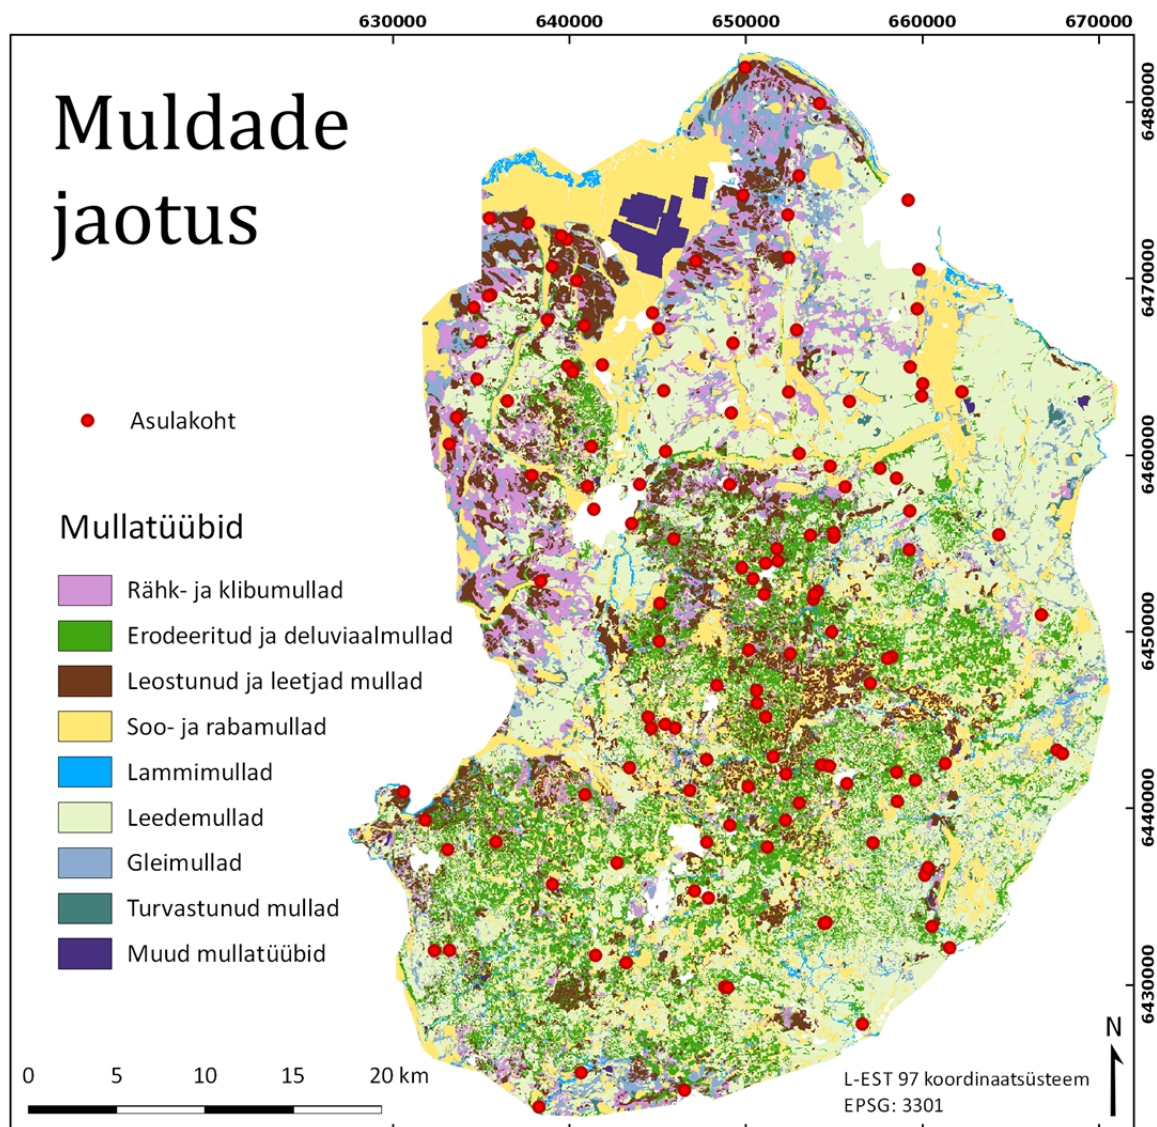 630000 640000 650000 660000 670000
Muldade
jaotus
Asulakoht
Mullatüübid
Rähk- ja klibumullad
Erodeeritud ja deluviaalmullad
Leostunud ja leetjad mullad
Soo- ja rabamullad
Lammimullad
Leedemullad
Gleimullad
Turvastunud mullad
Muud mullatüübid
0 5 10 15 20 km
L-EST 97 koordinaatsüsteem
EPSG: 3301
N
6480000
6470000
6460000
6450000
6440000
6430000